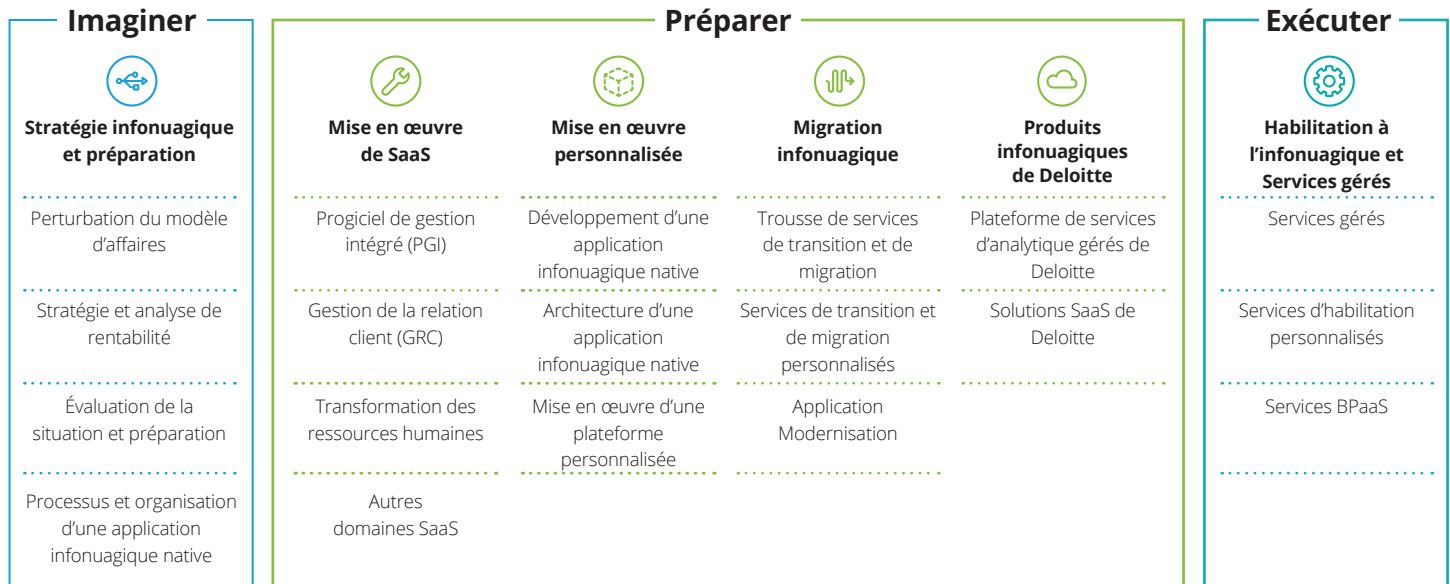 Imaginer
Stratégie infonuagique
et préparation
Perturbation du modèle
d’affaires
Stratégie et analyse de
rentabilité
Évaluation de la
situation et préparation
Processus et organisation
d’une application
infonuagique native
Préparer
Mise en œuvre
de SaaS
Progiciel de gestion
intégré (PGI)
Gestion de la relation
client (GRC)
Transformation des
ressources humaines
Autres
domaines SaaS
Mise en œuvre
personnalisée
Développement d’une
application
infonuagique native
Architecture d’une
application
infonuagique native
Mise en œuvre d’une
plateforme
personnalisée
Migration
infonuagique
Trousse de services
de transition et de
migration
Services de transition et
de migration
personnalisés
Application
Modernisation
Produits
infonuagiques
de Deloitte
Plateforme de services
d’analytique gérés de
Deloitte
Solutions SaaS de
Deloitte
Exécuter
Habilitation à
l’infonuagique et
Services gérés
Services gérés
Services d’habilitation
personnalisés
Services BPaaS